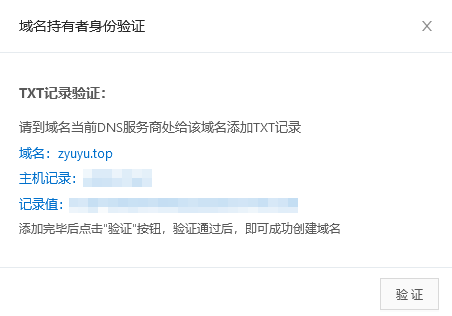 域名持有者身份验证
TXT记录验证：
请到域名当前DNS服务商处给该域名添加TXT记录
域名：zyuyu.top
主机记录：
记录值：
添加完毕后点击"验证"按钮，验证通过后，即可成功创建域名
验 证